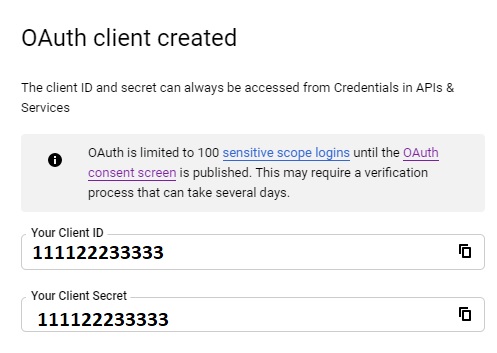 OAuth client created
The client ID and secret can always be accessed from Credentials in APIs &
Services
OAuth is limited to 100 sensitive scope logins until the OAuth
consent screen is published. This may require a verification
process that can take several days.
Your Client ID
111122233333
Your Client Secret
111122233333